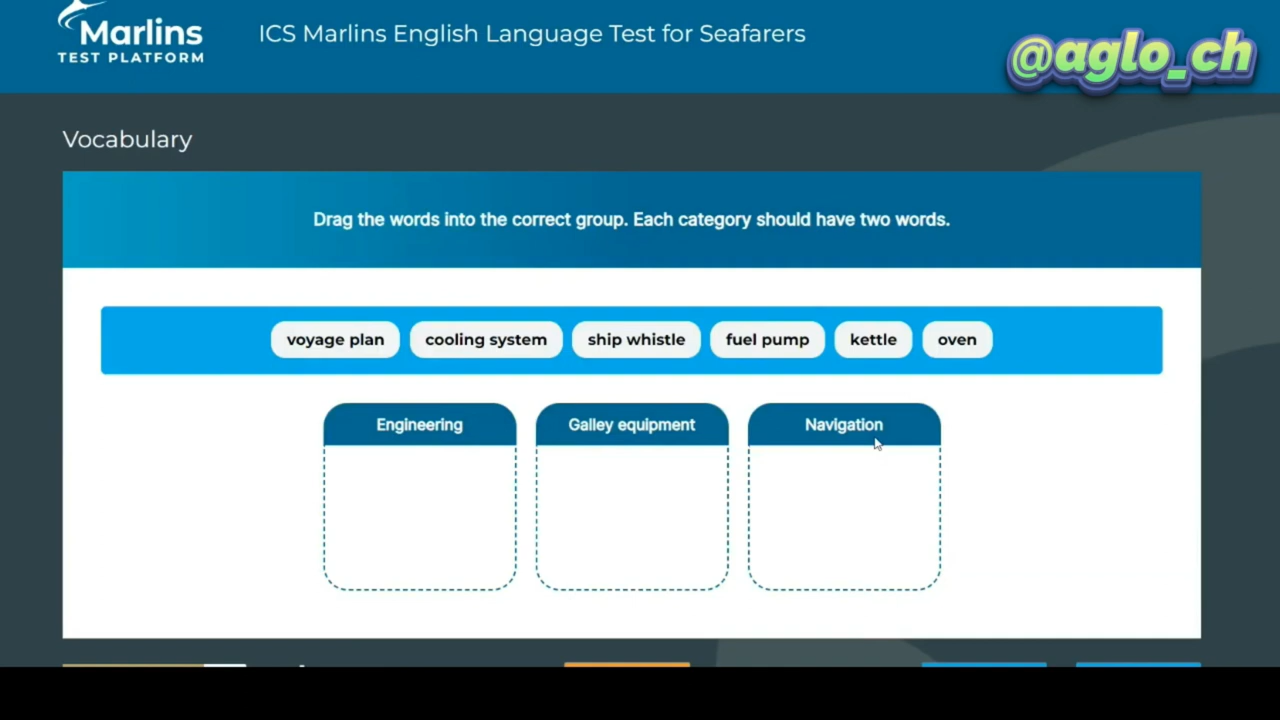 Marlins
TEST PLATFORM
ICS Marlins English Language Test for Seafarers
@aglo_ch
Vocabulary
Drag the words into the correct group. Each category should have two words.
voyage plan
cooling system
ship whistle
fuel pump
kettle
oven
Engineering
Galley equipment
Navigation